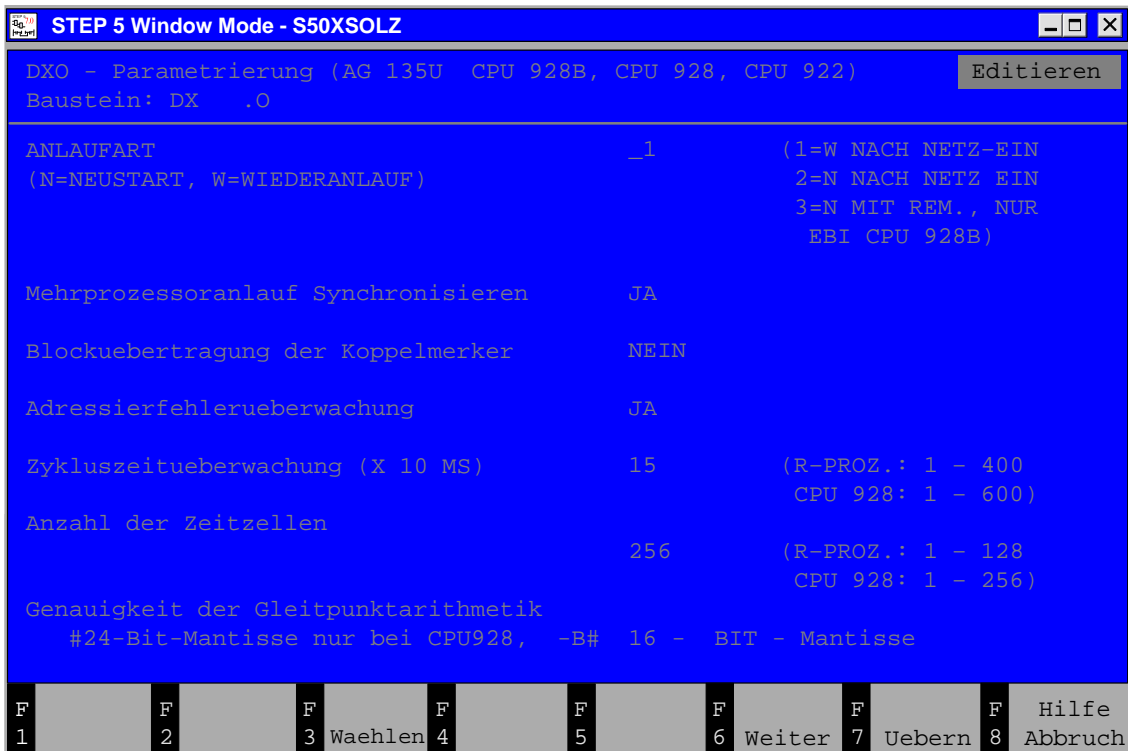 STEP 5 Window Mode - S50XSOLZ
DXO - Parametrierung (AG 135U CPU 928B, CPU 928, CPU 922) Editieren
Baustein: DX .O
ANLAUFART _1 (1=W NACH NETZ-EIN
(N=NEUSTART, W=WIEDERANLAUF) 2=N NACH NETZ EIN
3=N MIT REM., NUR
EBI CPU 928B)
Mehrprozessoranlauf Synchronisieren JA
Blockuebertragung der Koppelmerker NEIN
Adressierfehlerueberwachung JA
Zykluszeitueberwachung (X 10 MS) 15 (R-PROZ.: 1 - 400
CPU 928: 1 - 600)
Anzahl der Zeitzellen
256 (R-PROZ.: 1 - 128
CPU 928: 1 - 256)
Genauigkeit der Gleitpunktarithmetik
#24-Bit-Mantisse nur bei CPU928, -B# 16 - BIT - Mantisse
F F F F F F F F Hilfe
1 2 3 Waehlen 4 5 6 Weiter 7 Uebern 8 Abbruch